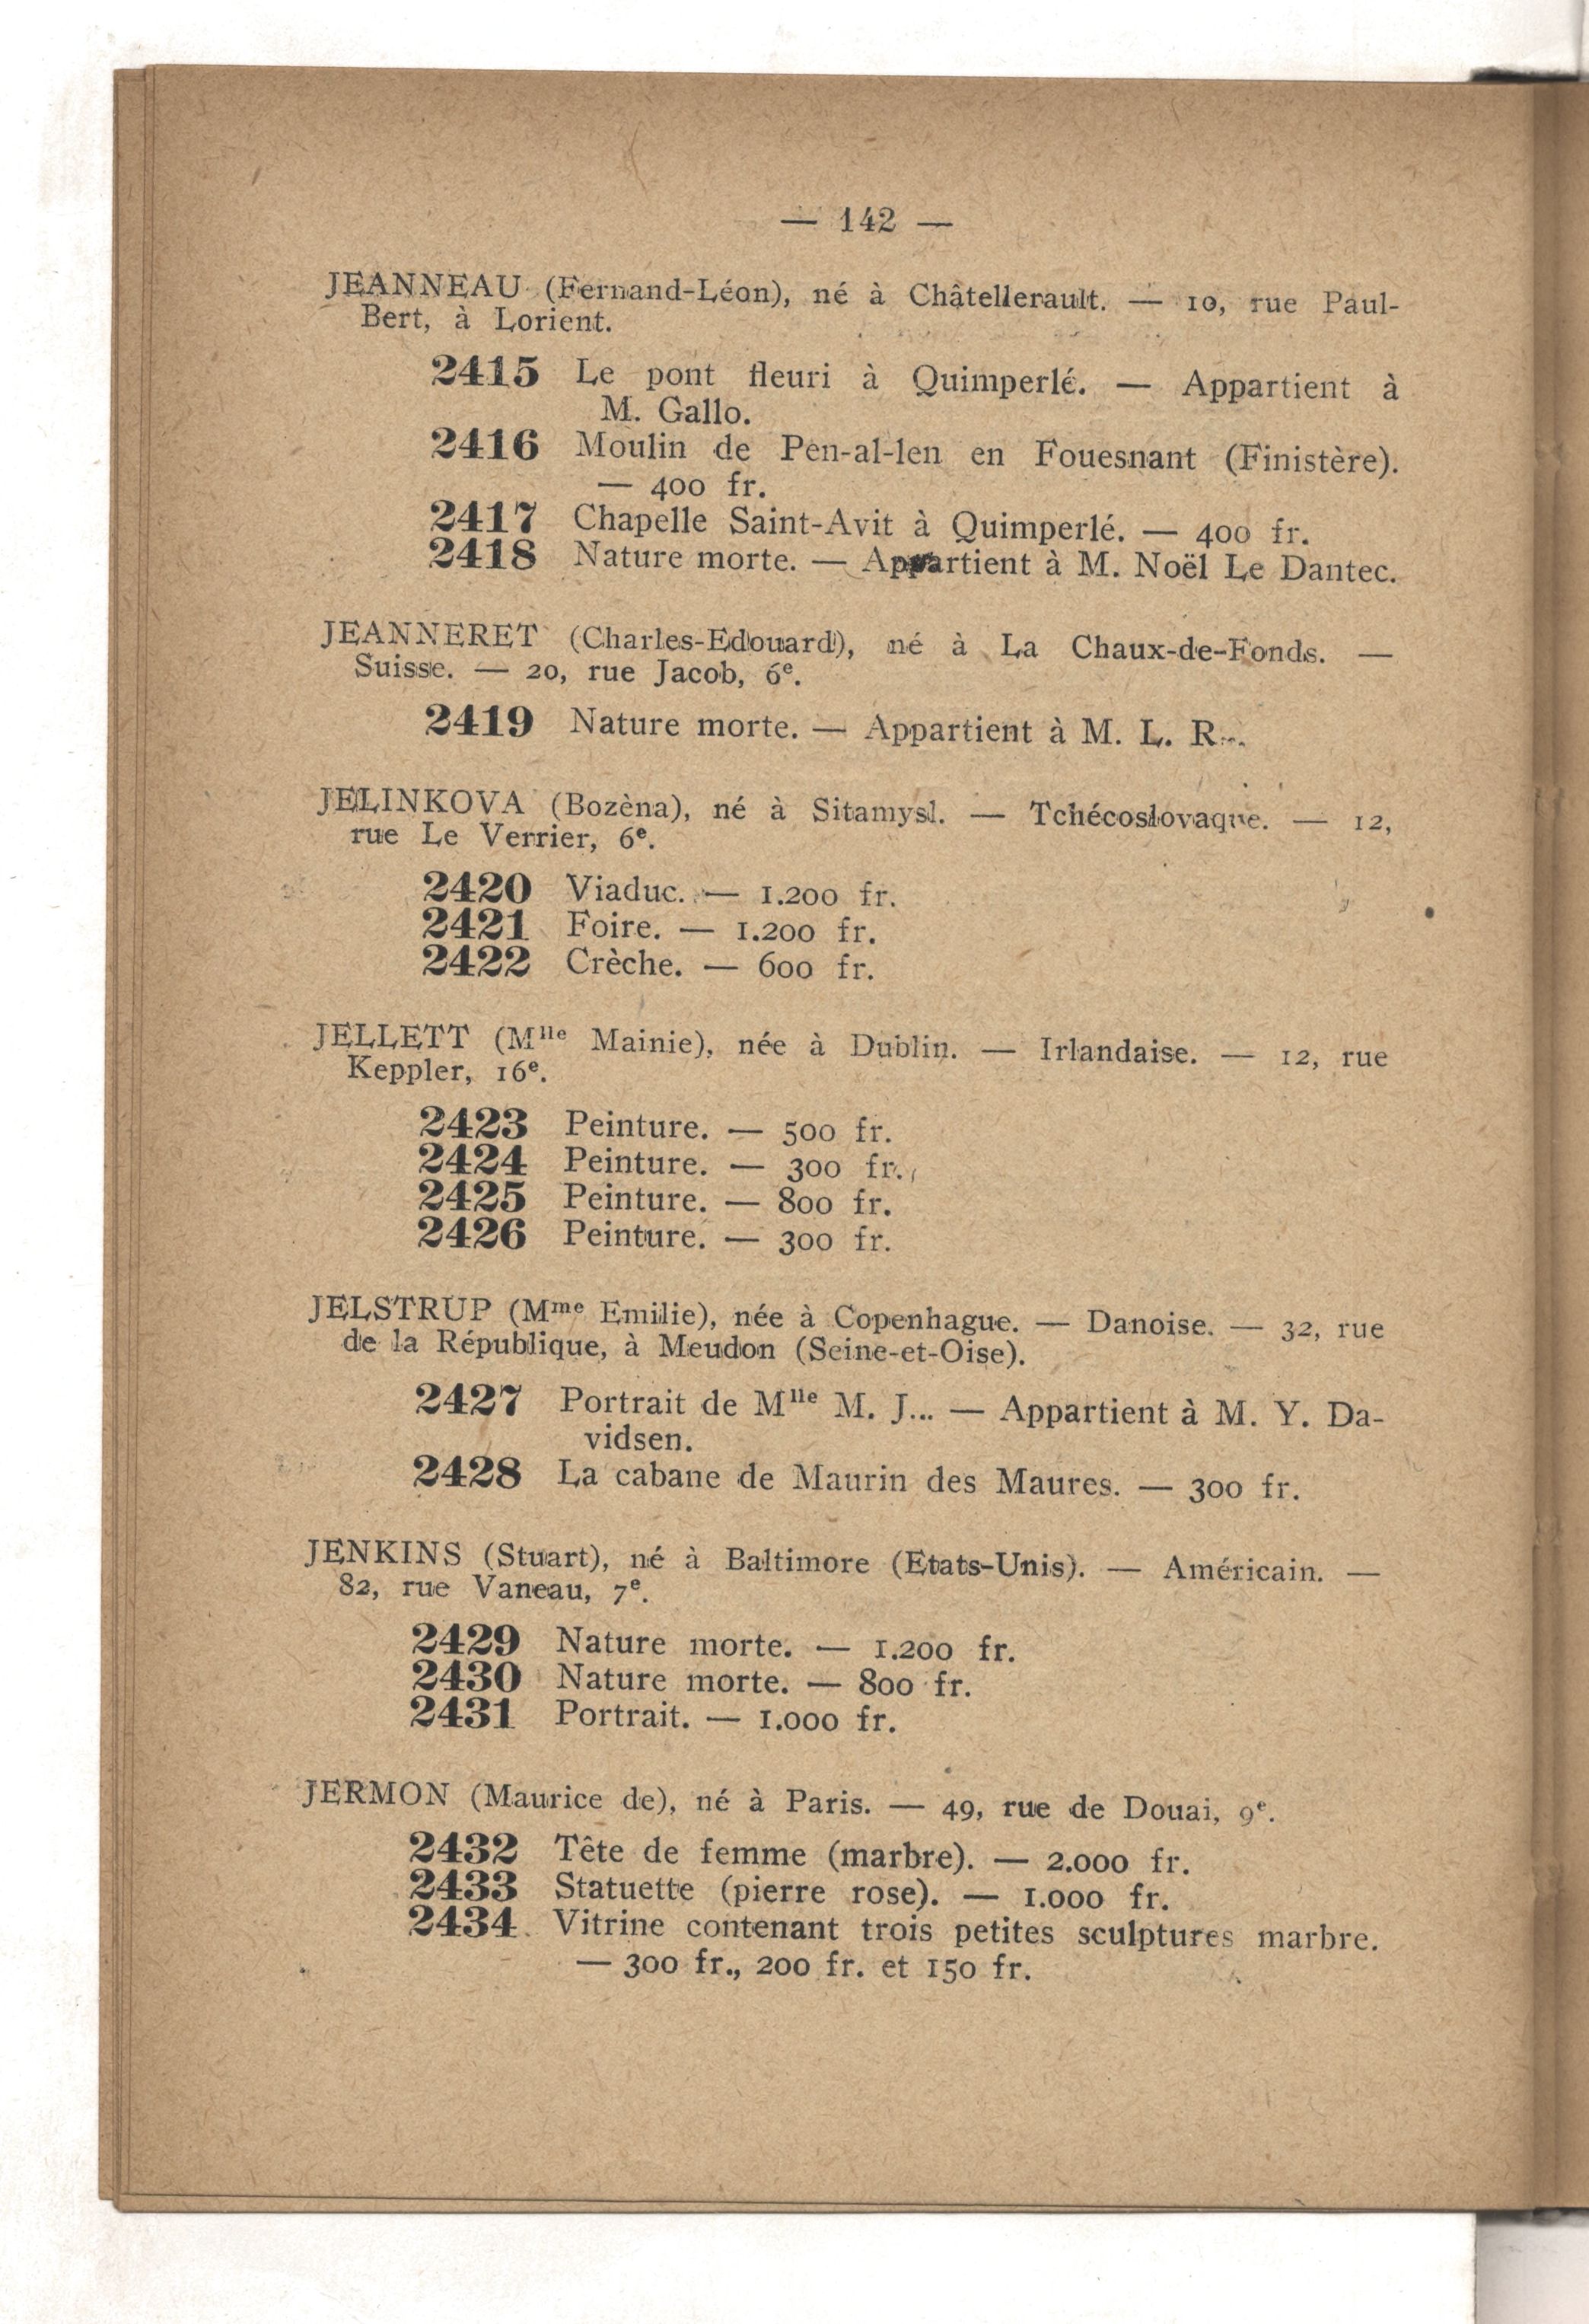 — 142 —
JEANNEAU (Fernand-Léon), né à Châtellerault. — 10, rue Paul-
Bert, à Lorient.
2415 Le pont fleuri à Quimperlé. — Appartient à
M. Gallo.
2416 Moulin de Pen-al-len en Fouesnant (Finistère).
— 400 fr.
2417 Chapelle Saint-Avit à Quimperlé. — 400 fr.
2418 Nature morte. — Appartient à M. Noël Le Dantec.
JEANNERET (Charles-Edouard), né à La Chaux-de-Fonds. —
Suisse. — 20, rue Jacob, 6e.
2419 Nature morte. — Appartient à M. L. R...
JELINKOVA (Bozèna), né à Sitamysl. — Tchécoslovaque. — 12,
rue Le Verrier, 6e.
2420 Viaduc. — 1.200 fr.
2421 Foire. — 1.200 fr.
2422 Crèche. — 600 fr.
JELLETT (Mlle Mainie), née à Dublin. — Irlandaise. — 12, rue
Keppler, 16e.
2423 Peinture. — 500 fr.
2424 Peinture. — 300 fr.
2425 Peinture. — 800 fr.
2426 Peinture. — 300 fr.
JELSTRUP (Mme Emilie), née à Copenhague. — Danoise. — 32, rue
de la République, à Meudon (Seine-et-Oise).
2427 Portrait de Mlle M. J... — Appartient à M. Y. Da-
vidsen.
2428 La cabane de Maurin des Maures. — 300 fr.
JENKINS (Stuart), né à Baltimore (Etats-Unis). — Américain. —
82, rue Vaneau, 7e.
2429 Nature morte. — 1.200 fr.
2430 Nature morte. — 800 fr.
2431 Portrait. — 1.000 fr.
JERMON (Maurice de), né à Paris. — 49, rue de Douai, 9e.
2432 Tête de femme (marbre). — 2.000 fr.
2433 Statuette (pierre rose). — 1.000 fr.
2434 Vitrine contenant trois petites sculptures marbre.
— 300 fr., 200 fr. et 150 fr.